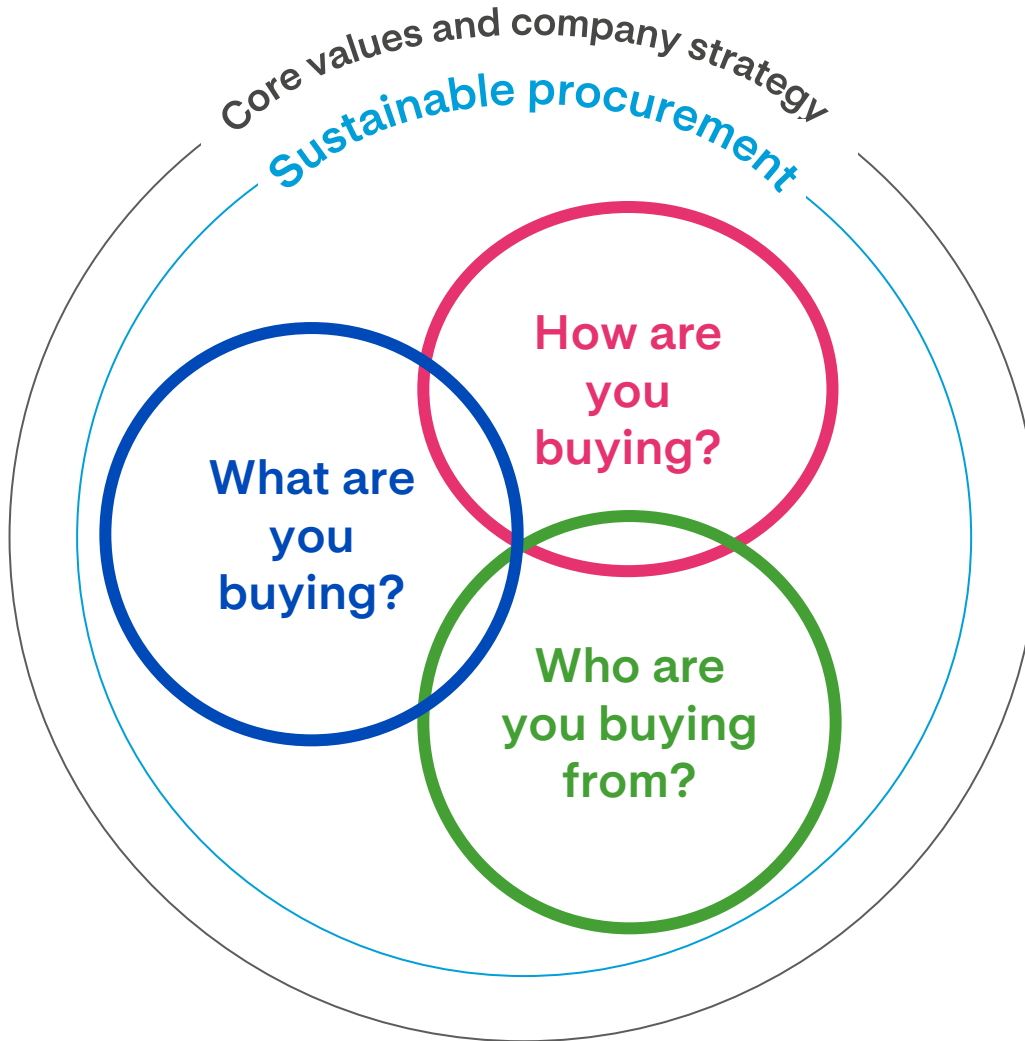 Core values and company strategy
Sustainable procurement
How are
you
buying?
What are
you
buying?
Who are
you buying
from?